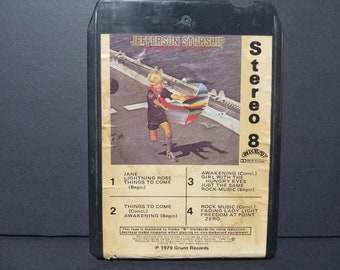 JEFFERSON STARSHIP
Stereo 8
1
JANE
LIGHTNING ROSE
THINGS TO COME
(Begin)
3
AWAKENING (Concl.)
GIRL WITH THE
HUNGRY EYES
JUST THE SAME
ROCK MUSIC (Begin)
2
THINGS TO COME
(Concl.)
AWAKENING (Begin)
4
ROCK MUSIC (Concl.)
FADING LADY LIGHT
FREEDOM AT POINT
ZERO
P 1979 Grunt Records